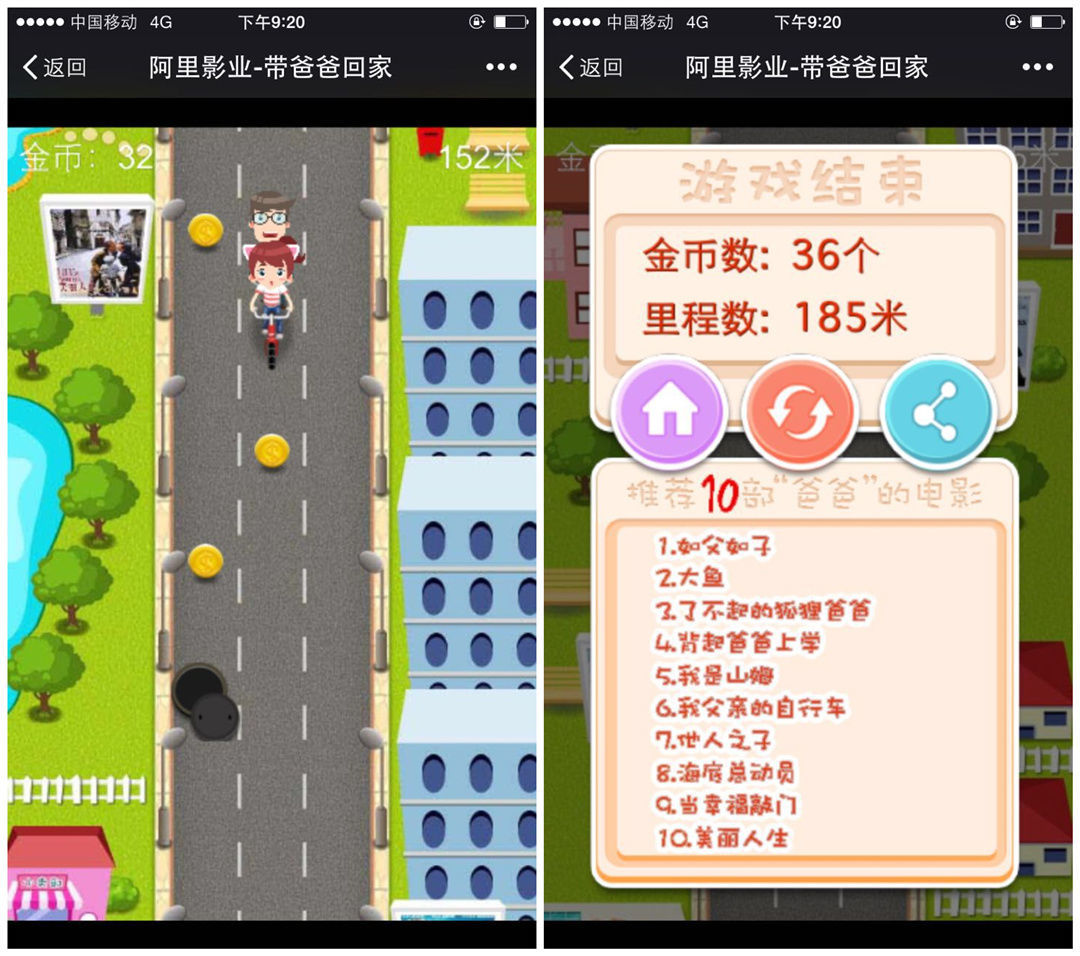 中国移动 4G 下午9:20
返回 阿里影业-带爸爸回家
金币: 32 152米
美丽人
中国移动 4G 下午9:20
返回 阿里影业-带爸爸回家
金
米
游戏结束
金币数: 36个
里程数: 185米
推荐10部“爸爸”的电影
1.如父如子
2.大鱼
3.了不起的狐狸爸爸
4.背起爸爸上学
5.我是山姆
6.我父亲的自行车
7.他人之子
8.海底总动员
9.当幸福敲门
10.美丽人生